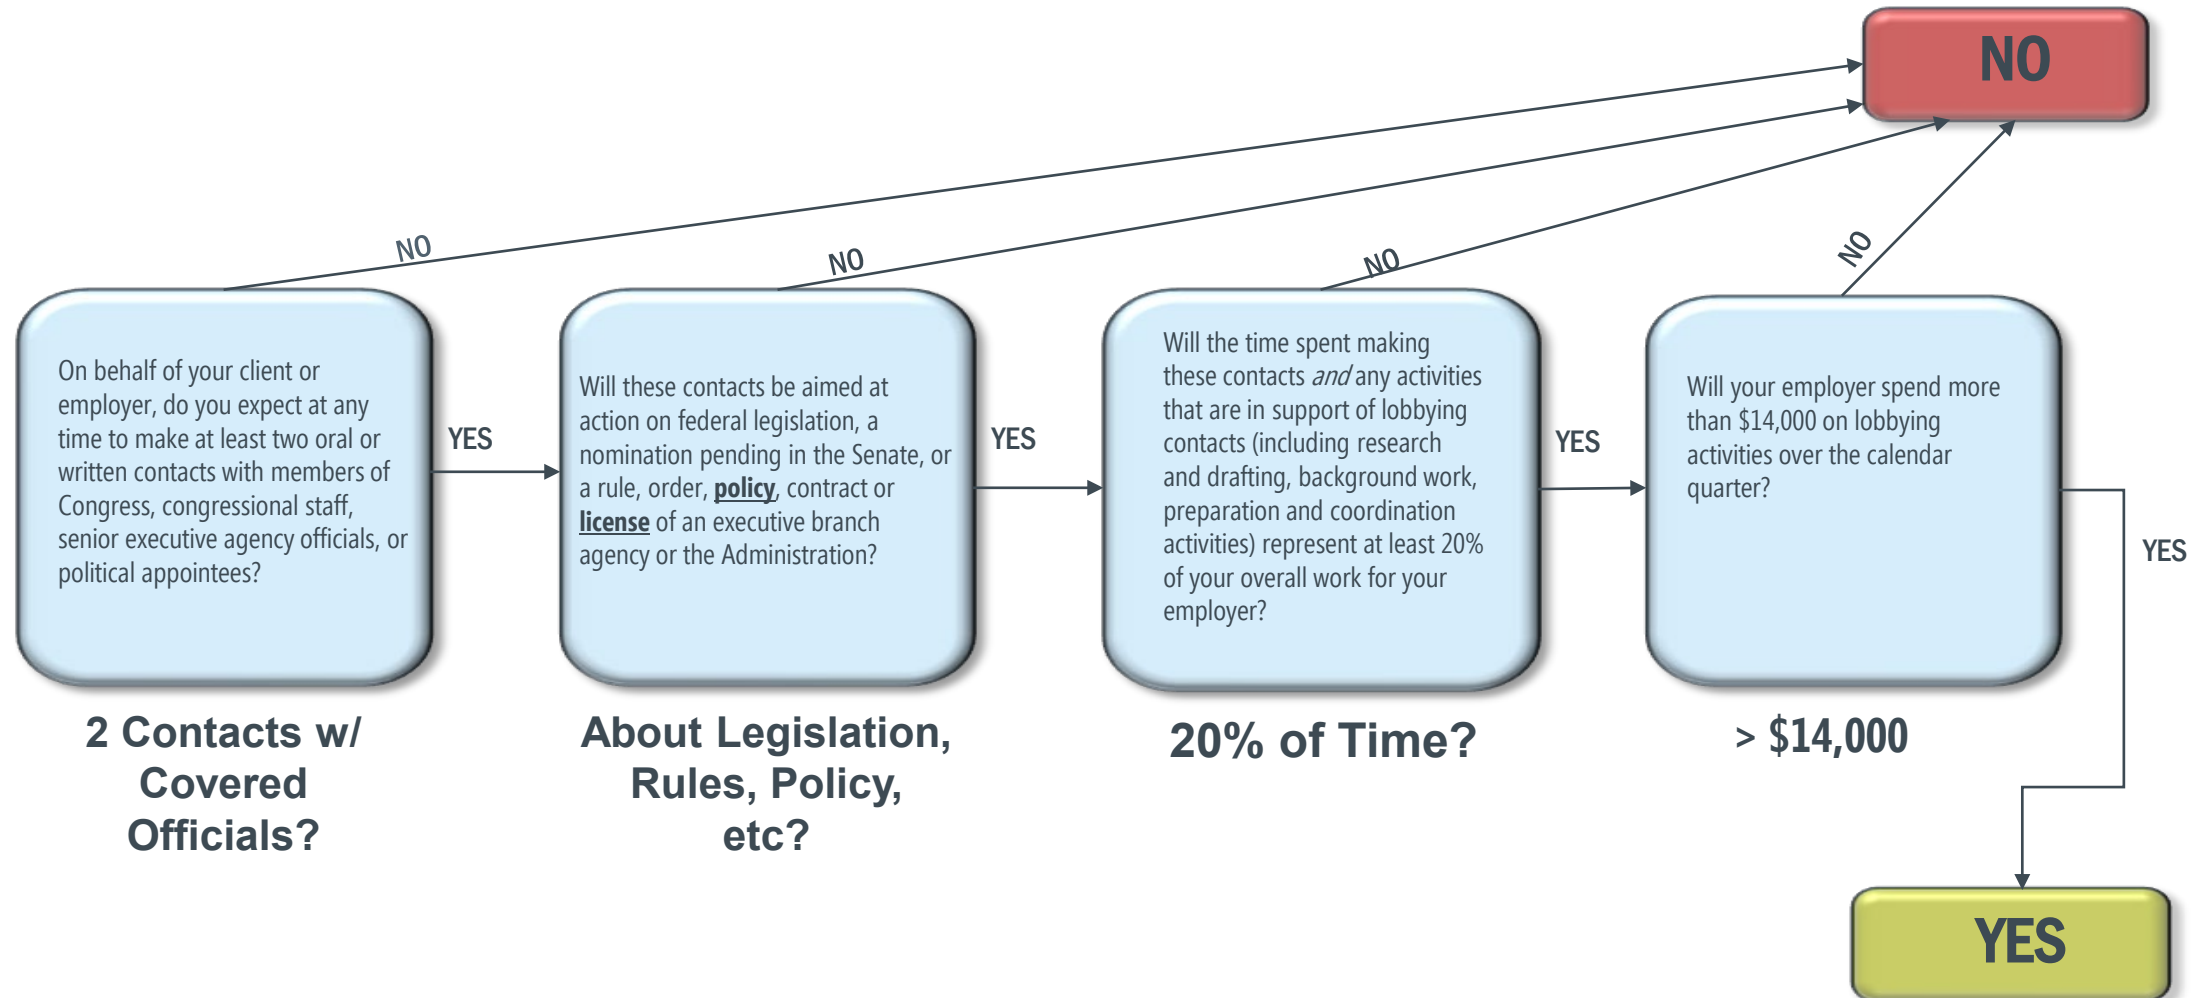 NO
NO
NO
NO
NO
On behalf of your client or
employer, do you expect at any
time to make at least two oral or
written contacts with members of
Congress, congressional staff,
senior executive agency officials, or
political appointees?
YES
Will these contacts be aimed at
action on federal legislation, a
nomination pending in the Senate, or
a rule, order, policy, contract or
license of an executive branch
agency or the Administration?
YES
Will the time spent making
these contacts and any activities
that are in support of lobbying
contacts (including research
and drafting, background work,
preparation and coordination
activities) represent at least 20%
of your overall work for your
employer?
YES
Will your employer spend more
than $14,000 on lobbying
activities over the calendar
quarter?
YES
2 Contacts w/
Covered
Officials?
About Legislation,
Rules, Policy,
etc?
20% of Time?
> $14,000
YES